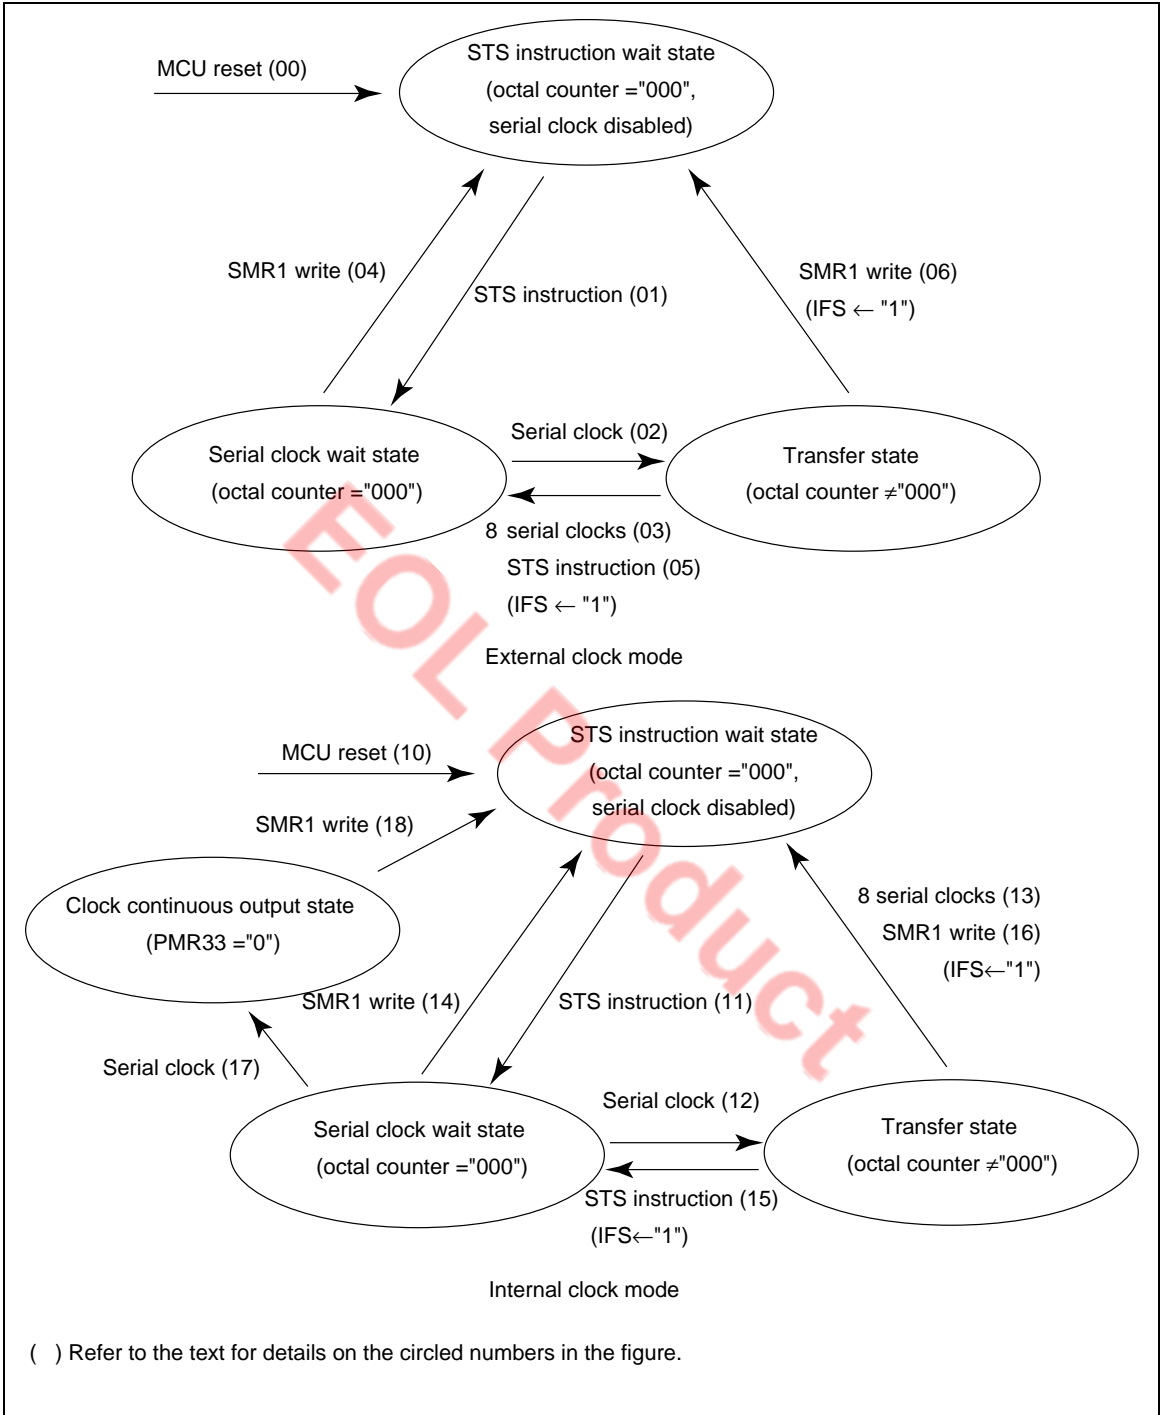 MCU reset (00)
STS instruction wait state
(octal counter ="000",
serial clock disabled)
SMR1 write (04)
STS instruction (01)
SMR1 write (06)
(IFS ← "1")
Serial clock wait state
(octal counter ="000")
Serial clock (02)
Transfer state
(octal counter ≠"000")
8 serial clocks (03)
STS instruction (05)
(IFS ← "1")
External clock mode
MCU reset (10)
STS instruction wait state
(octal counter ="000",
serial clock disabled)
SMR1 write (18)
Clock continuous output state
(PMR33 ="0")
8 serial clocks (13)
SMR1 write (16)
(IFS←"1")
SMR1 write (14)
STS instruction (11)
Serial clock (17)
Serial clock wait state
(octal counter ="000")
Serial clock (12)
Transfer state
(octal counter ≠"000")
STS instruction (15)
(IFS←"1")
Internal clock mode
( ) Refer to the text for details on the circled numbers in the figure.
EOL Product